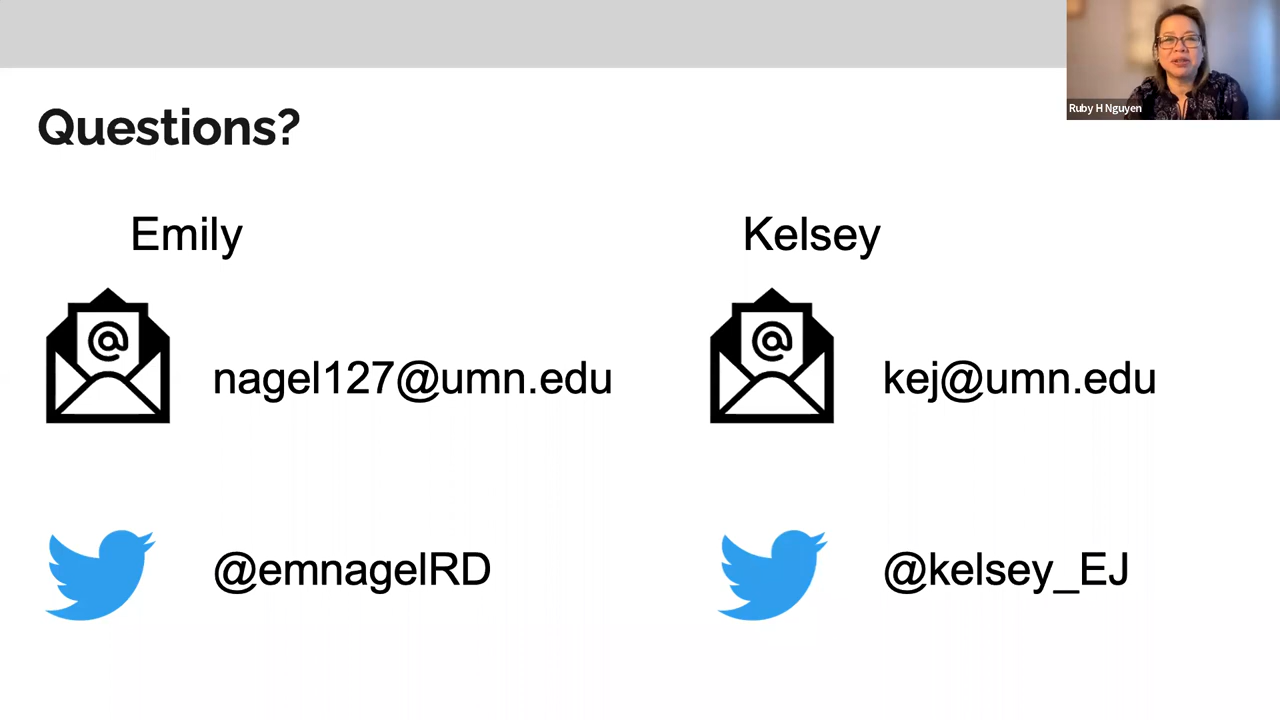 Ruby H Nguyen
Questions?
Emily
Kelsey
@
nagel127@umn.edu
@
kej@umn.edu
@emnagelRD
@kelsey_EJ